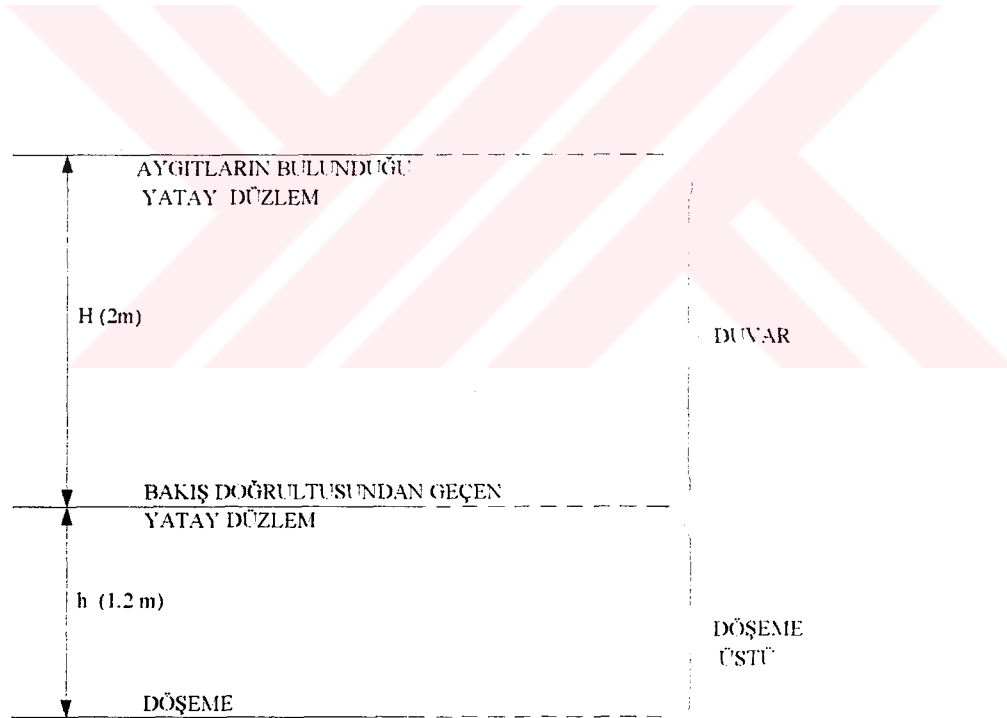 AYGITLARIN BULUNDUĞU
YATAY DÜZLEM
H (2m)
DUVAR
BAKIŞ DOĞRULTUSUNDAN GEÇEN
YATAY DÜZLEM
h (1.2 m)
DÖŞEME
ÜSTÜ
DÖŞEME